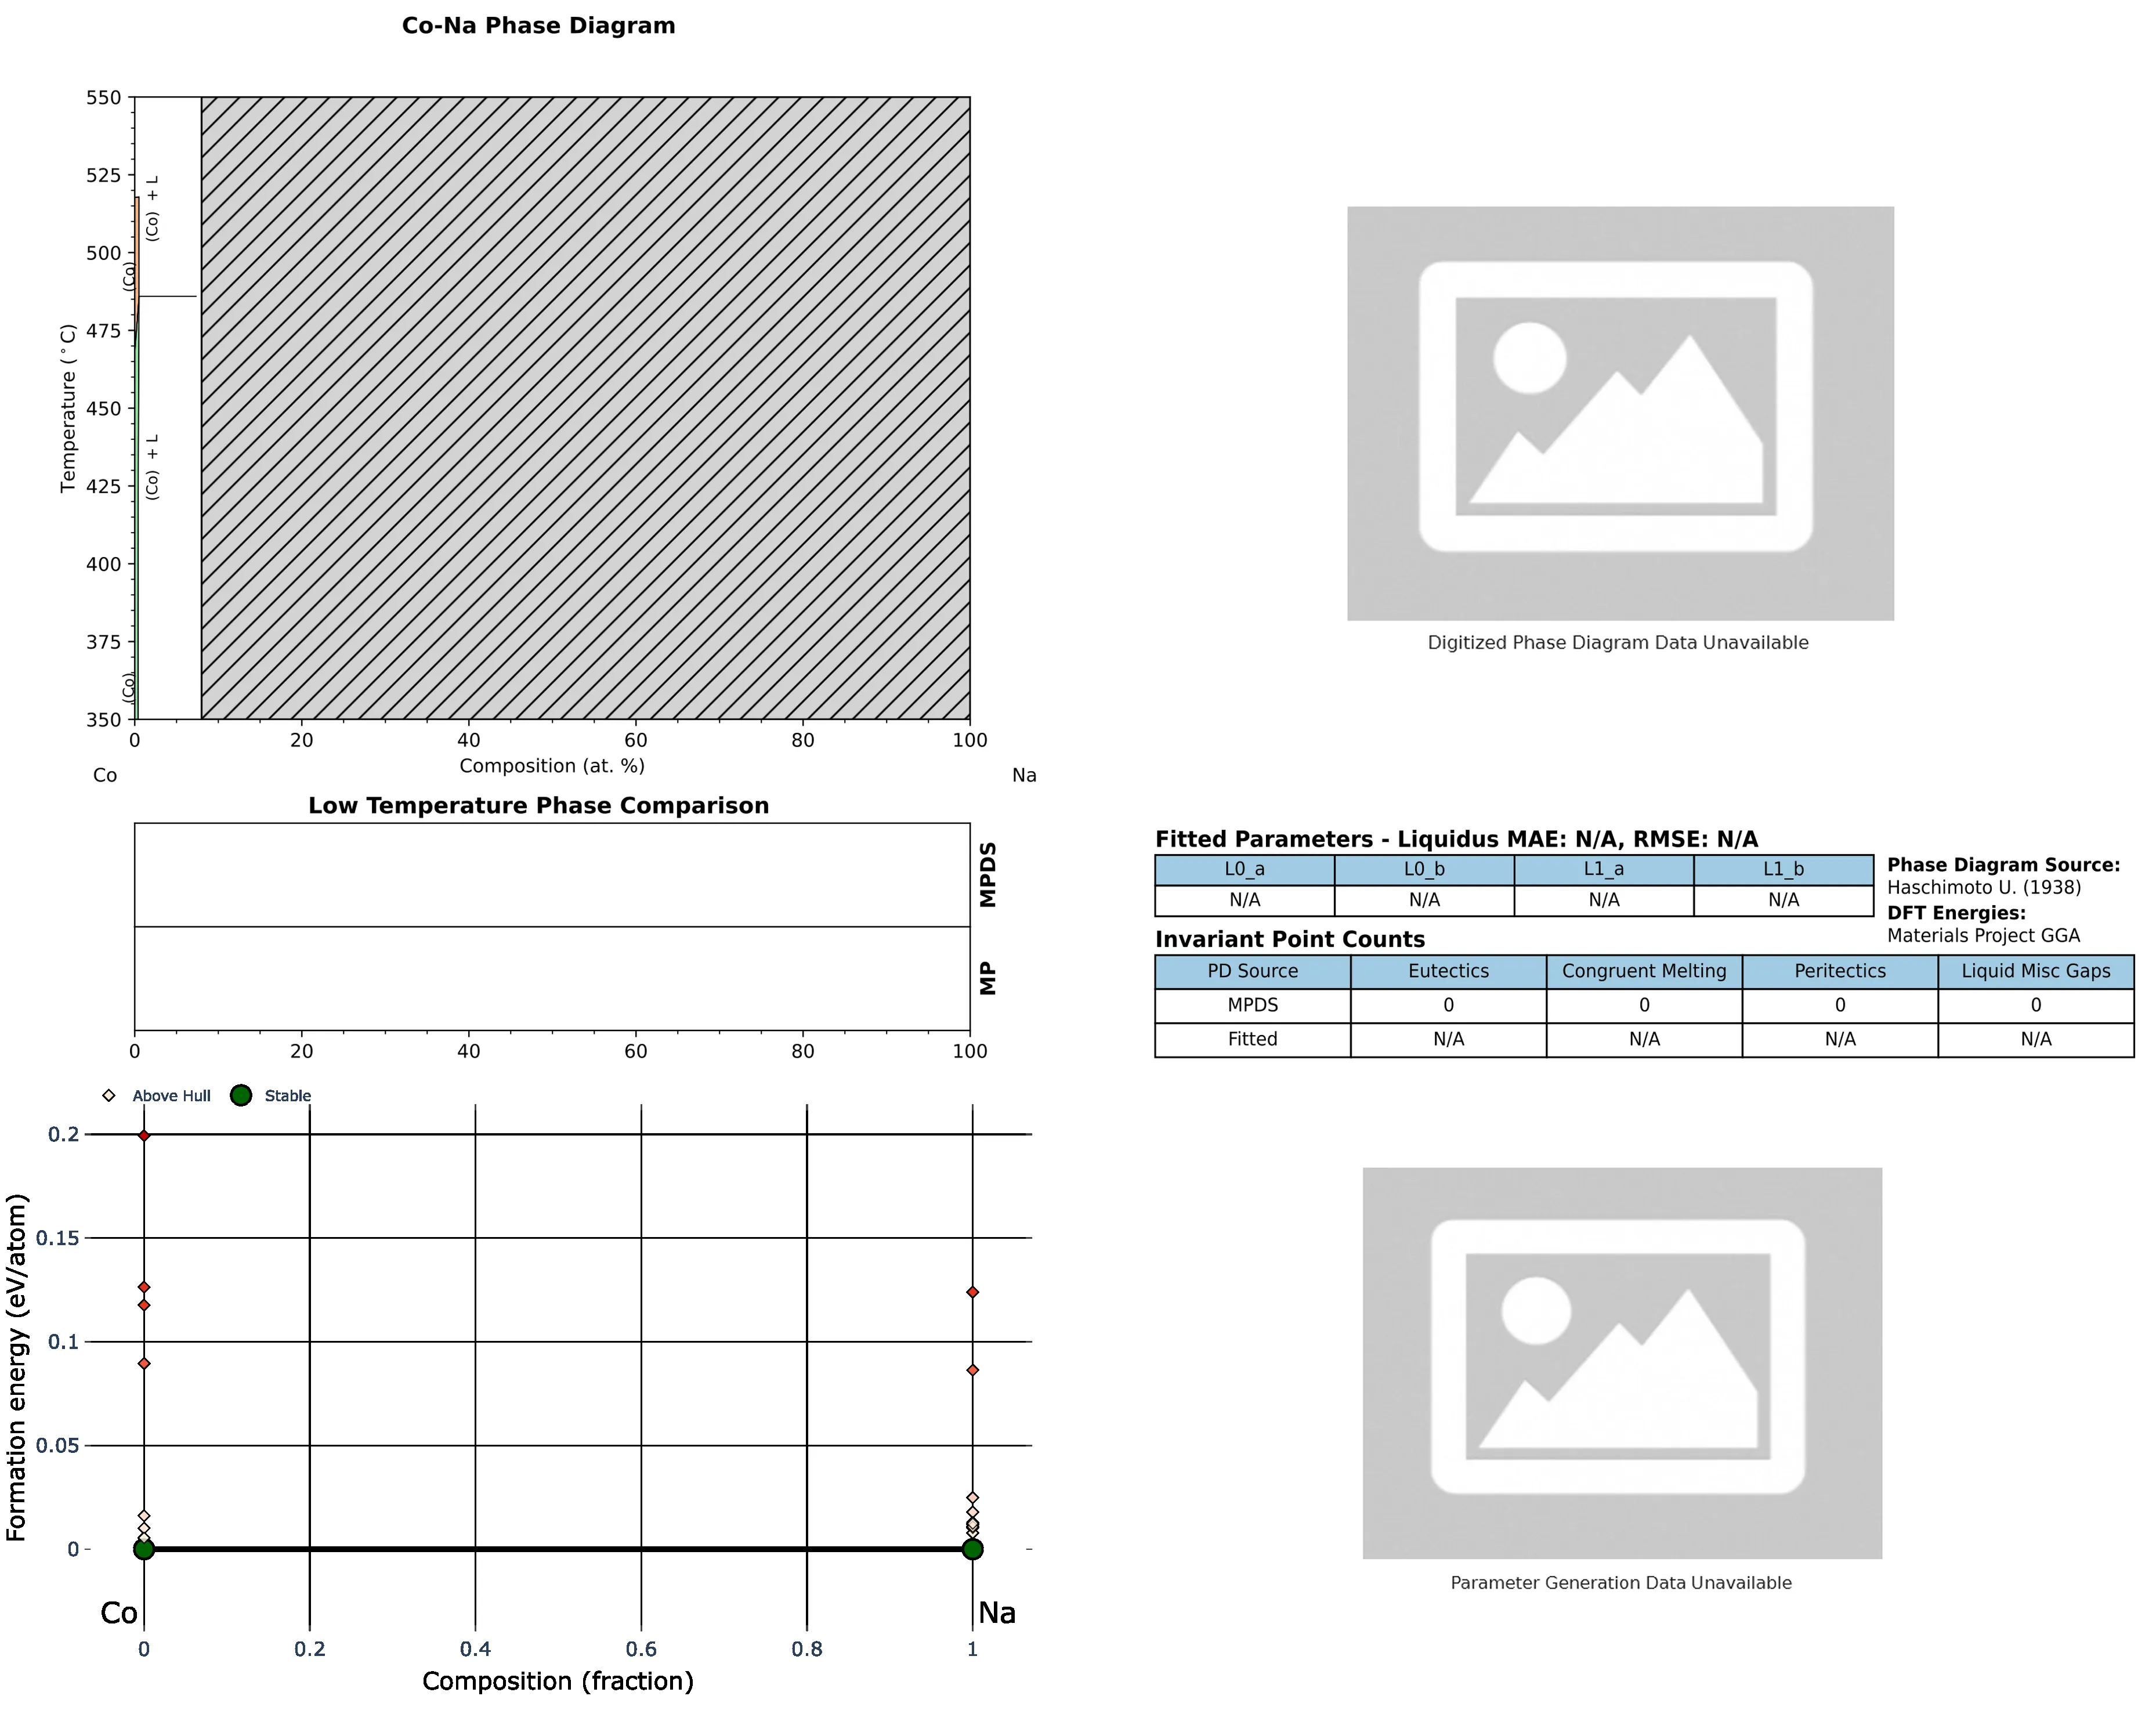 Co-Na Phase Diagram
550
525
500
475
450
425
400
375
350
Temperature (°C)
(Co) + L
(Co)
(Co) + L
(Co)
0 20 40 60 80 100
Composition (at. %)
Co Na
Digitized Phase Diagram Data Unavailable
Low Temperature Phase Comparison
MPDS
MP
0 20 40 60 80 100
Fitted Parameters - Liquidus MAE: N/A, RMSE: N/A
L0_a L0_b L1_a L1_b
N/A N/A N/A N/A
Phase Diagram Source:
Haschimoto U. (1938)
DFT Energies:
Materials Project GGA
Invariant Point Counts
PD Source Eutectics Congruent Melting Peritectics Liquid Misc Gaps
MPDS 0 0 0 0
Fitted N/A N/A N/A N/A
Above Hull Stable
0.2
0.15
0.1
0.05
0
Formation energy (eV/atom)
Co Na
0 0.2 0.4 0.6 0.8 1
Composition (fraction)
Parameter Generation Data Unavailable